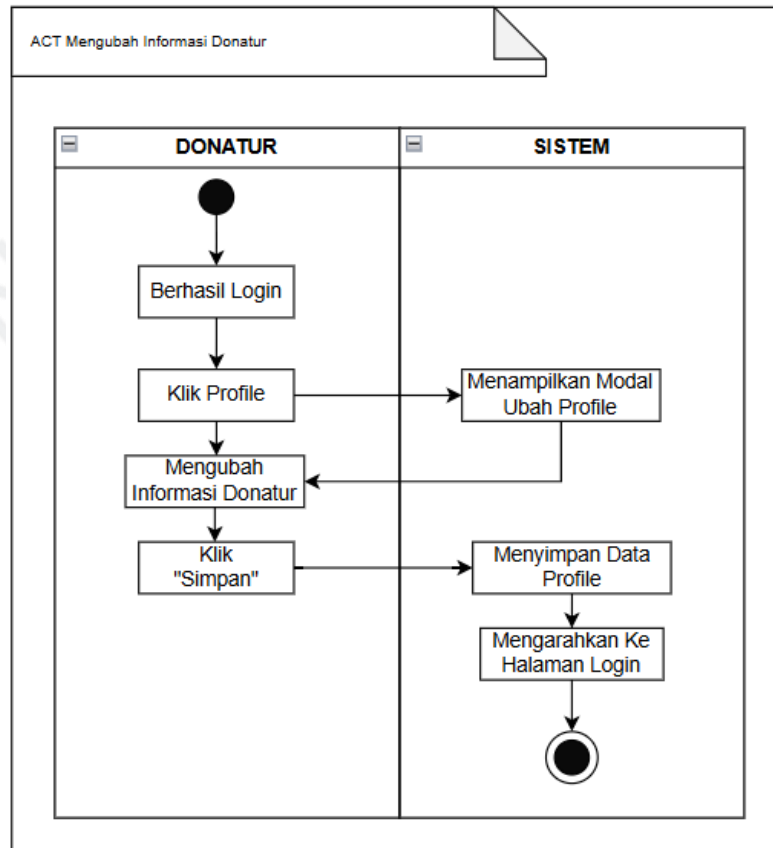 ACT Mengubah Informasi Donatur
DONATUR
SISTEM
Berhasil Login
Klik Profile
Menampilkan Modal
Ubah Profile
Mengubah
Informasi Donatur
Klik
"Simpan"
Menyimpan Data
Profile
Mengarahkan Ke
Halaman Login